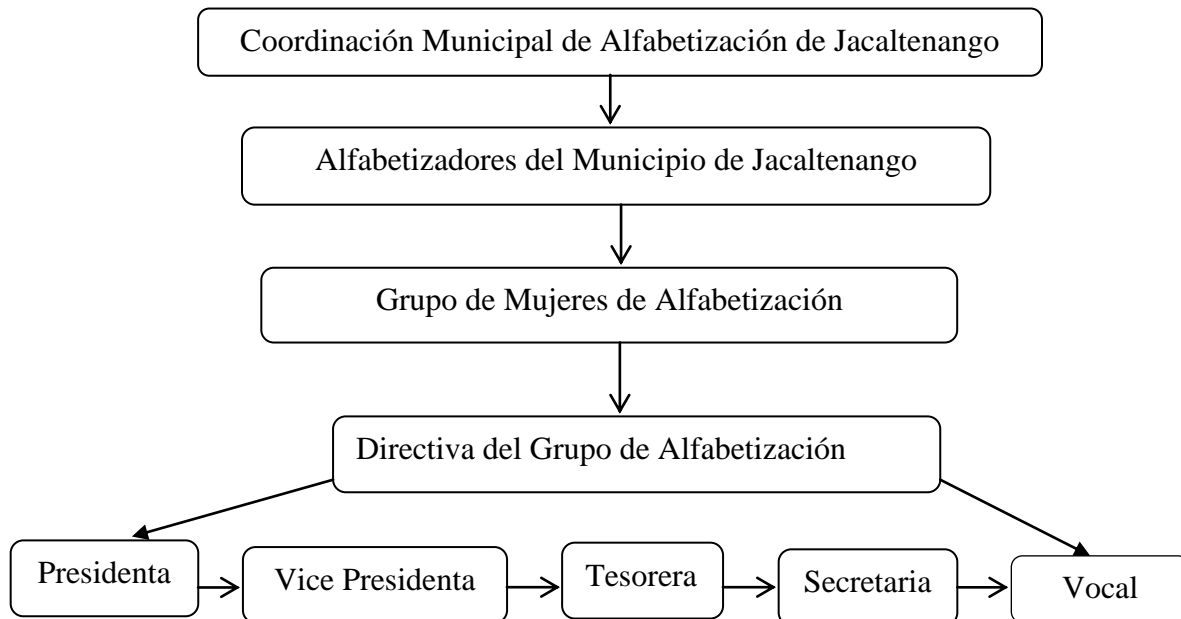 Coordinación Municipal de Alfabetización de Jacaltenango
Alfabetizadores del Municipio de Jacaltenango
Grupo de Mujeres de Alfabetización
Directiva del Grupo de Alfabetización
Presidenta
Vice Presidenta
Tesorera
Secretaria
Vocal